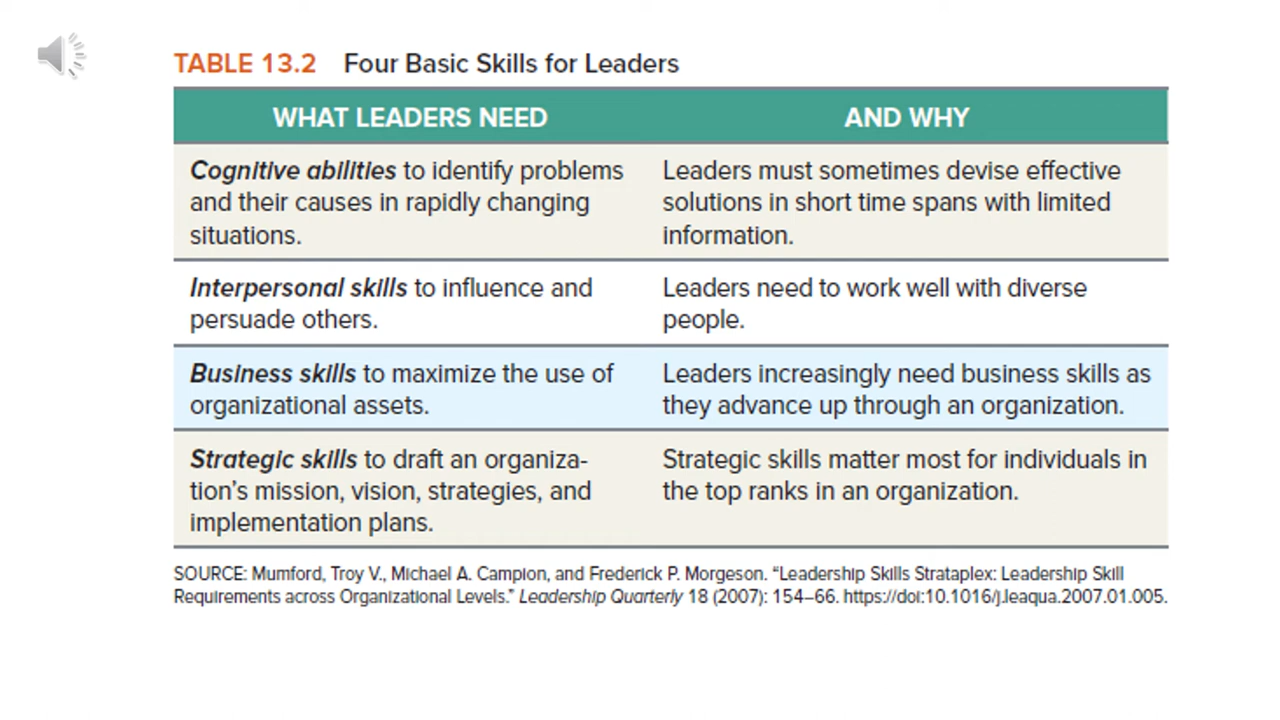 TABLE 13.2 Four Basic Skills for Leaders
WHAT LEADERS NEED AND WHY
Cognitive abilities to identify problems
and their causes in rapidly changing
situations.
Leaders must sometimes devise effective
solutions in short time spans with limited
information.
Interpersonal skills to influence and
persuade others.
Leaders need to work well with diverse
people.
Business skills to maximize the use of
organizational assets.
Leaders increasingly need business skills as
they advance up through an organization.
Strategic skills to draft an organiza-
tion's mission, vision, strategies, and
implementation plans.
Strategic skills matter most for individuals in
the top ranks in an organization.
SOURCE: Mumford, Troy V., Michael A. Campion, and Frederick P. Morgeson. “Leadership Skills Strataplex: Leadership Skill
Requirements across Organizational Levels.” Leadership Quarterly 18 (2007): 154–66. https://doi:10.1016/j.leaqua.2007.01.005.